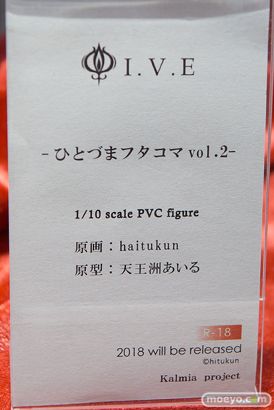 I.V.E
-ひとづまフタコマ vol.2-
1/10 scale PVC figure
原画：haitukun
原型：天王洲あいる
R-18
2018 will be released
©hitukun
Kalmia project
moeyo.com